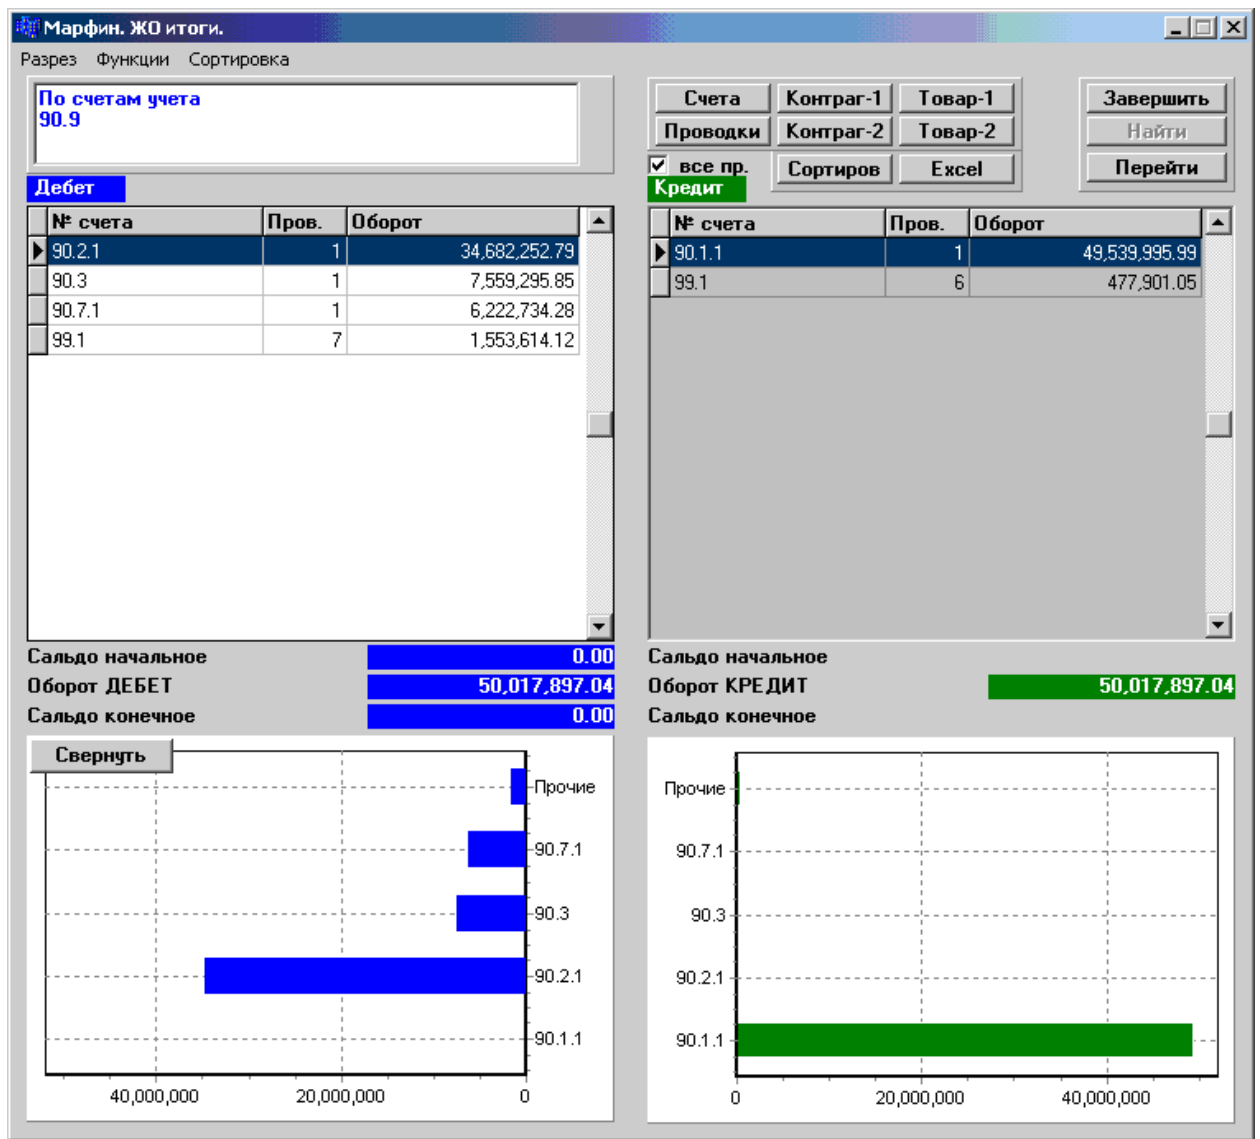 Марфин. ЖО итоги.
Разрез Функции Сортировка
По счетам учета
90.9
Счета Контраг-1 Товар-1
Проводки Контраг-2 Товар-2
все пр. Сортиров Excel
Завершить
Найти
Перейти
Дебет
№ счета Пров. Оборот
90.2.1 1 34,682,252.79
90.3 1 7,559,295.85
90.7.1 1 6,222,734.28
99.1 7 1,553,614.12
Кредит
№ счета Пров. Оборот
90.1.1 1 49,539,995.99
99.1 6 477,901.05
Сальдо начальное 0.00
Оборот ДЕБЕТ 50,017,897.04
Сальдо конечное 0.00
Сальдо начальное
Оборот КРЕДИТ 50,017,897.04
Сальдо конечное
Свернуть
Прочие
90.7.1
90.3
90.2.1
90.1.1
40,000,000 20,000,000 0
Прочие
90.7.1
90.3
90.2.1
90.1.1
0 20,000,000 40,000,000